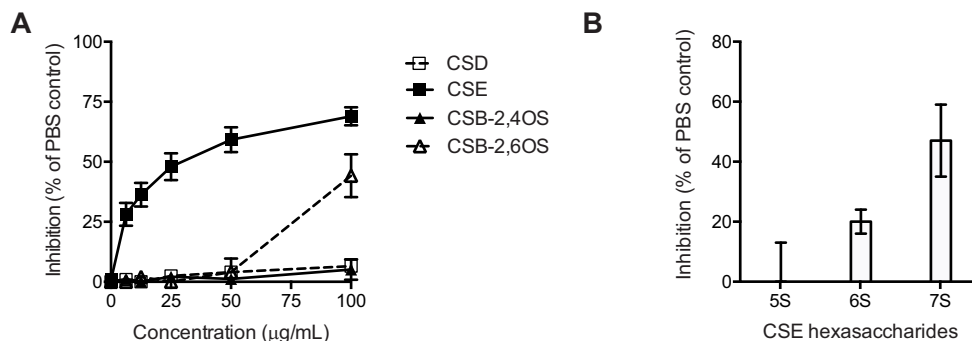 A
Inhibition (% of PBS control)
100
75
50
25
0
0
25
50
75
100
Concentration (μg/mL)
CSD
CSE
CSB-2,4OS
CSB-2,6OS
B
Inhibition (% of PBS control)
80
60
40
20
0
5S
6S
7S
CSE hexasaccharides